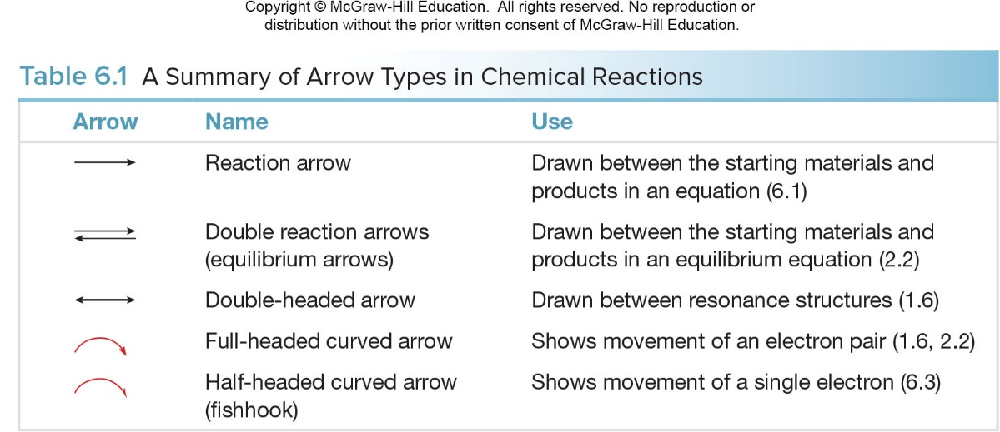 Copyright © McGraw-Hill Education.  All rights reserved. No reproduction or
distribution without the prior written consent of McGraw-Hill Education.
Table 6.1 A Summary of Arrow Types in Chemical Reactions
Arrow Name Use
Reaction arrow Drawn between the starting materials and
products in an equation (6.1)
Double reaction arrows Drawn between the starting materials and
(equilibrium arrows) products in an equilibrium equation (2.2)
Double-headed arrow Drawn between resonance structures (1.6)
Full-headed curved arrow Shows movement of an electron pair (1.6, 2.2)
Half-headed curved arrow Shows movement of a single electron (6.3)
(fishhook)